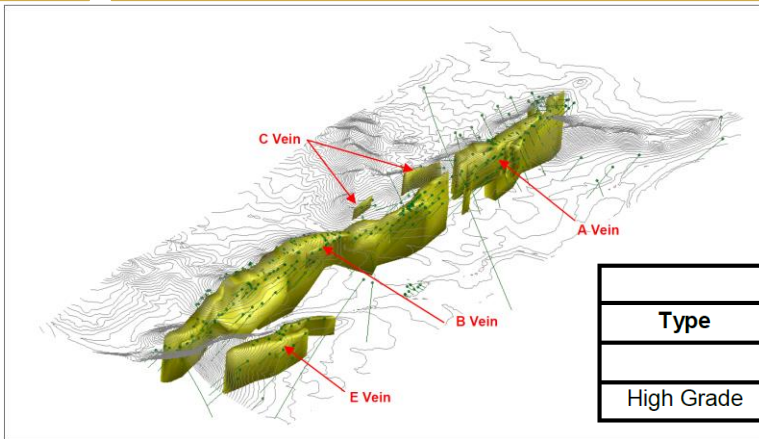 C Vein
A Vein
B Vein
E Vein
Type
High Grade